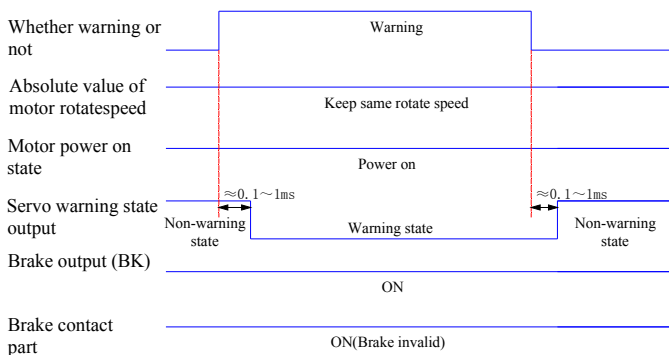 Whether warning or
not
Warning
Absolute value of
motor rotatespeed
Keep same rotate speed
Motor power on
state
Power on
≈0.1～1ms
≈0.1～1ms
Servo warning state
output
Non-warning
state
Warning state
Non-warning
state
Brake output (BK)
ON
Brake contact
part
ON(Brake invalid)